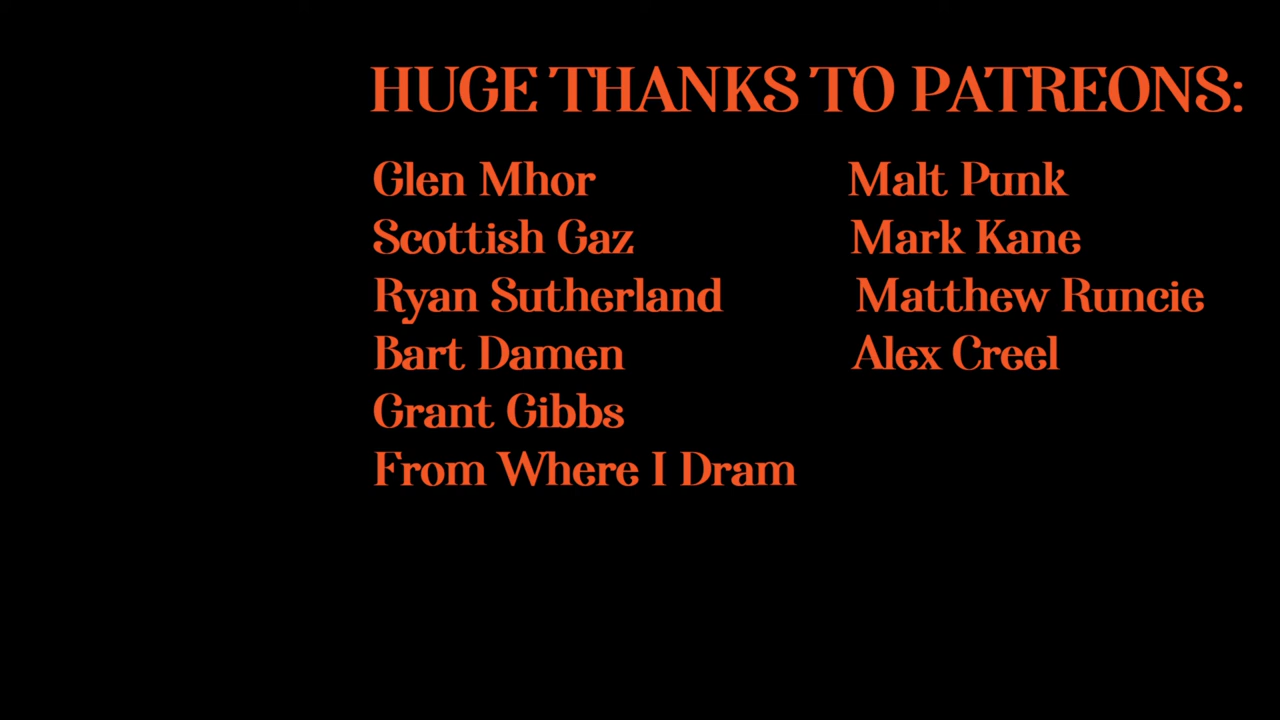 HUGE THANKS TO PATREONS:
Glen Mhor
Scottish Gaz
Ryan Sutherland
Bart Damen
Grant Gibbs
From Where I Dram
Malt Punk
Mark Kane
Matthew Runcie
Alex Creel